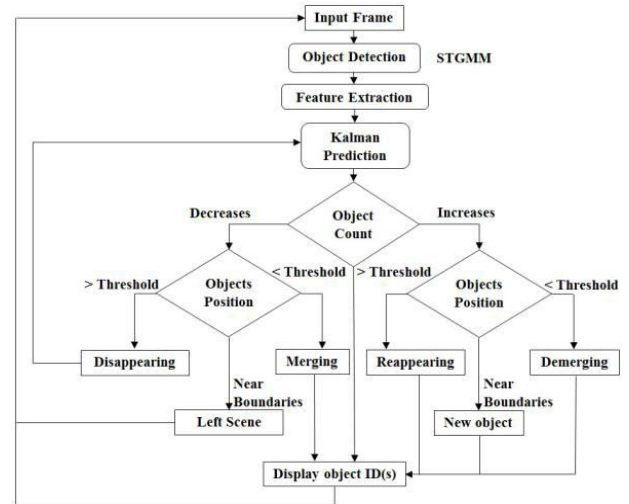 Input Frame
Object Detection
STGMM
Feature Extraction
Kalman
Prediction
Decreases
Object
Count
Increases
> Threshold
Objects
Position
< Threshold
> Threshold
Objects
Position
< Threshold
Disappearing
Merging
Reappearing
Demerging
Near
Boundaries
Near
Boundaries
Left Scene
New object
Display object ID(s)